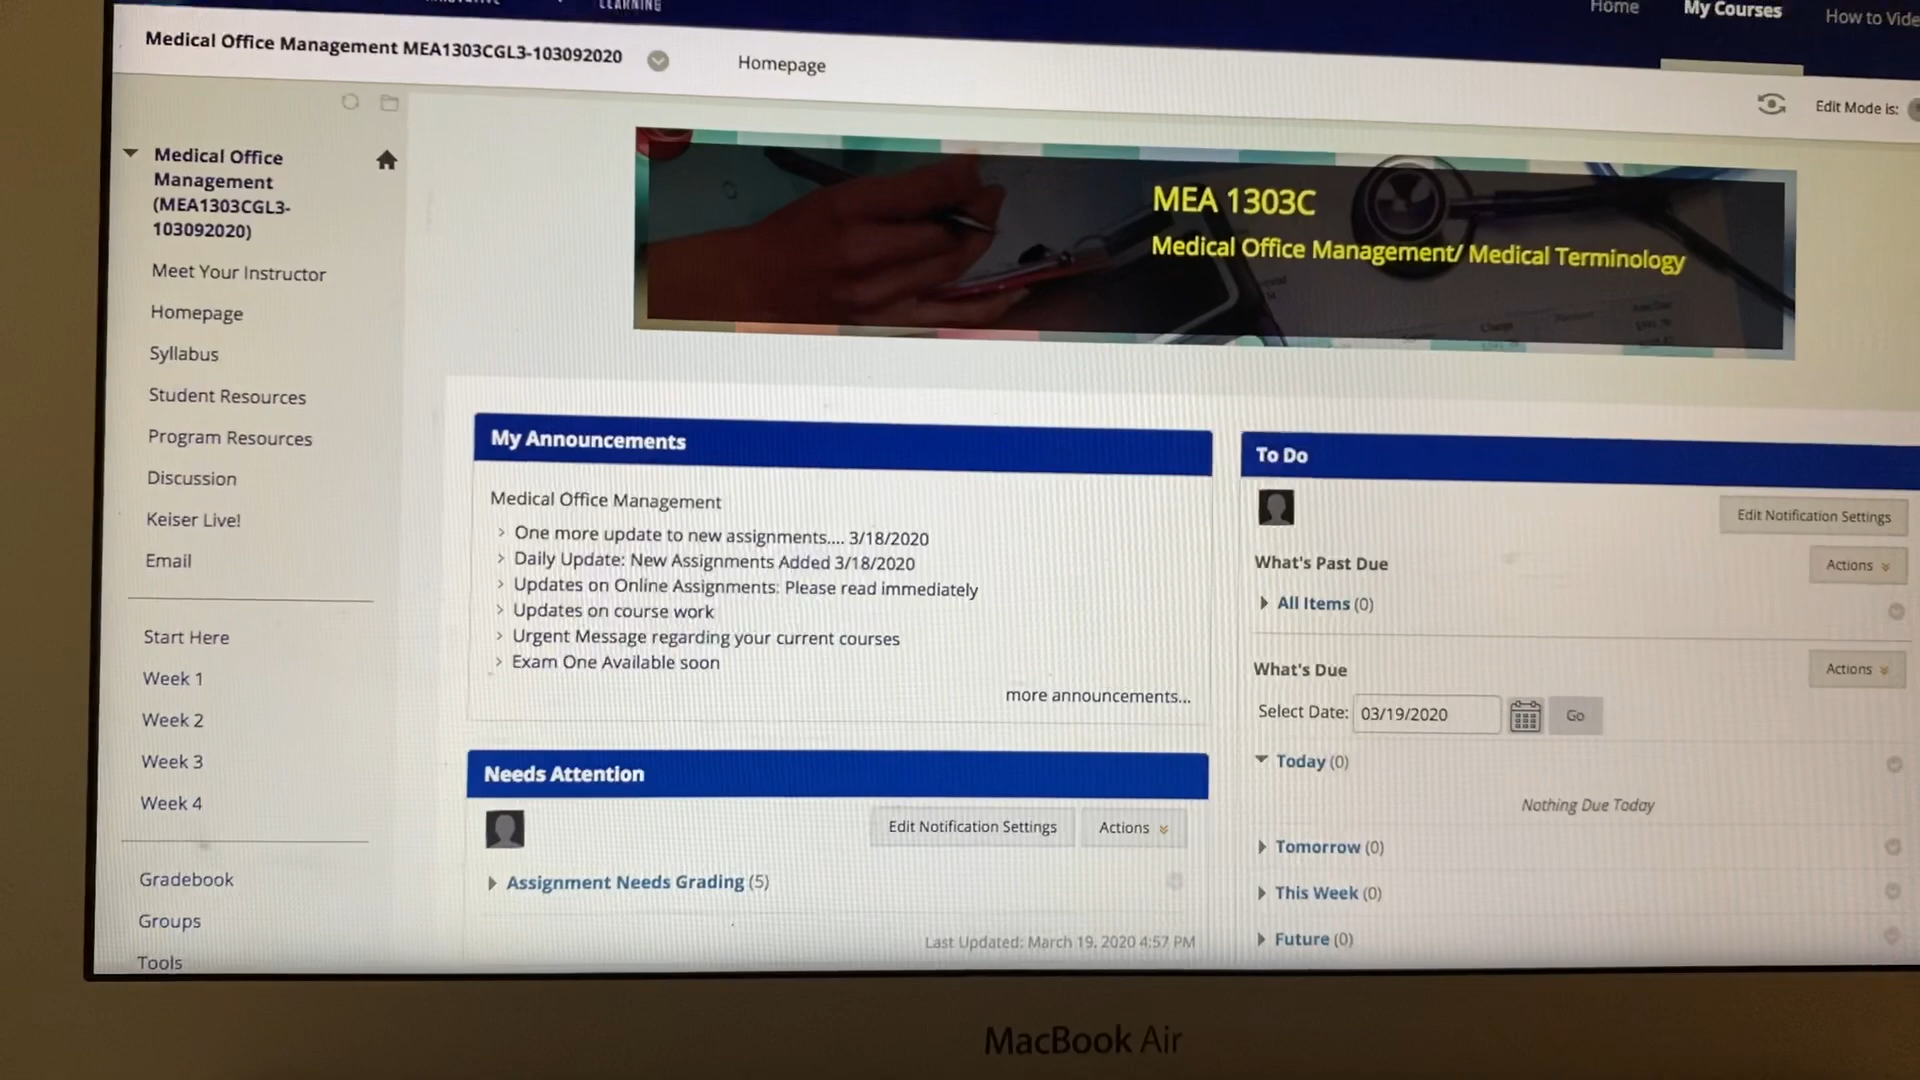 LEARNING
Home
My Courses
How to Vide
Medical Office Management MEA1303CGL3-103092020
Homepage
Edit Mode is:
Medical Office
Management
(MEA1303CGL3-
103092020)
Meet Your Instructor
Homepage
Syllabus
Student Resources
Program Resources
Discussion
Keiser Live!
Email
Start Here
Week 1
Week 2
Week 3
Week 4
Gradebook
Groups
Tools
MEA 1303C
Medical Office Management/ Medical Terminology
My Announcements
Medical Office Management
One more update to new assignments.... 3/18/2020
Daily Update: New Assignments Added 3/18/2020
Updates on Online Assignments: Please read immediately
Updates on course work
Urgent Message regarding your current courses
Exam One Available soon
more announcements...
Needs Attention
Edit Notification Settings
Actions
Assignment Needs Grading (5)
Last Updated: March 19, 2020 4:57 PM
To Do
Edit Notification Settings
What's Past Due
Actions
All Items (0)
What's Due
Actions
Select Date: 03/19/2020 Go
Today (0)
Nothing Due Today
Tomorrow (0)
This Week (0)
Future (0)
MacBook Air